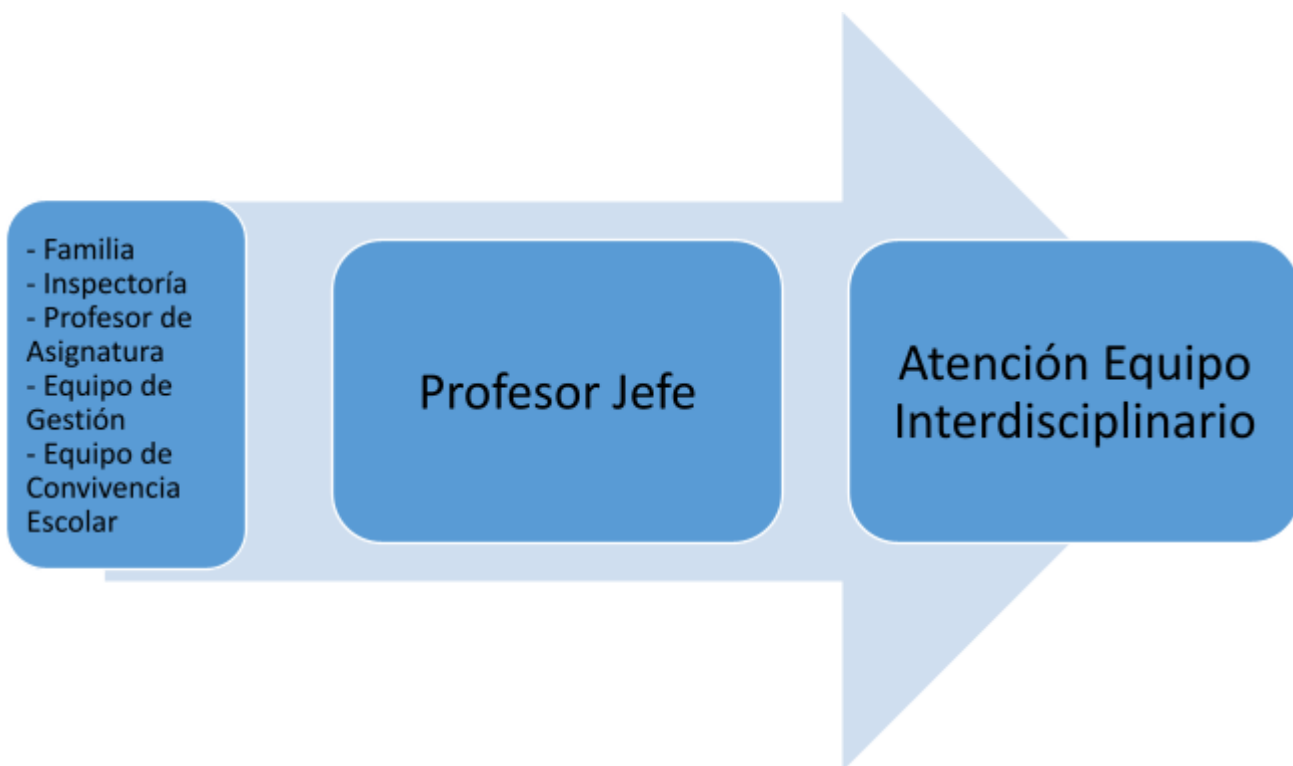 - Familia
- Inspectoría
- Profesor de
Asignatura
- Equipo de
Gestión
- Equipo de
Convivencia
Escolar
Profesor Jefe
Atención Equipo
Interdisciplinario